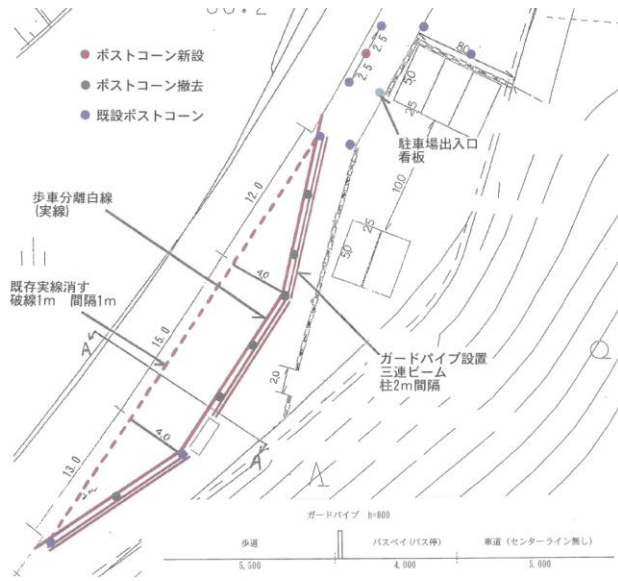 ポストコーン新設
ポストコーン撤去
既設ポストコーン
2.5
2.5
80
50
25
駐車場出入口
看板
12.0
10.0
歩車分離白線
(実線)
25
50
4.0
既存実線消す
破線1m 間隔1m
A
15.0
ガードパイプ設置
三連ビーム
柱2m間隔
2.0
4.0
A
13.0
A
ガードパイプ h=800
歩道
バスベイ(バス停)
車道(センターライン無し)
5,500
4,000
5.000